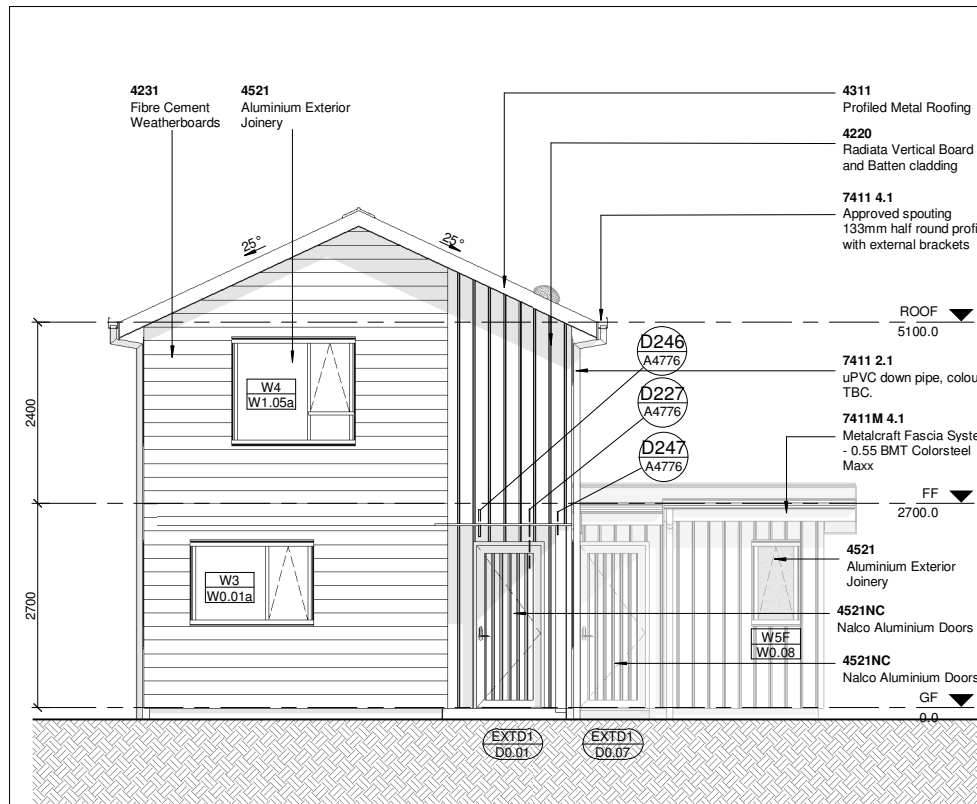 4231
Fibre Cement
Weatherboards
4521
Aluminium Exterior
Joinery
4311
Profiled Metal Roofing
4220
Radiata Vertical Board
and Batten cladding
7411 4.1
Approved spouting
133mm half round profi
with external brackets
25°
25°
ROOF
5100.0
D246
A4776
7411 2.1
uPVC down pipe, colou
TBC.
W4
W1.05a
D227
A4776
2400
7411M 4.1
Metalcraft Fascia Syste
- 0.55 BMT Colorsteel
Maxx
D247
A4776
FF
2700.0
4521
Aluminium Exterior
Joinery
W3
W0.01a
2700
4521NC
Nalco Aluminium Doors
W5F
W0.08
4521NC
Nalco Aluminium Doors
GF
0.0
EXTD1
D0.01
EXTD1
D0.07